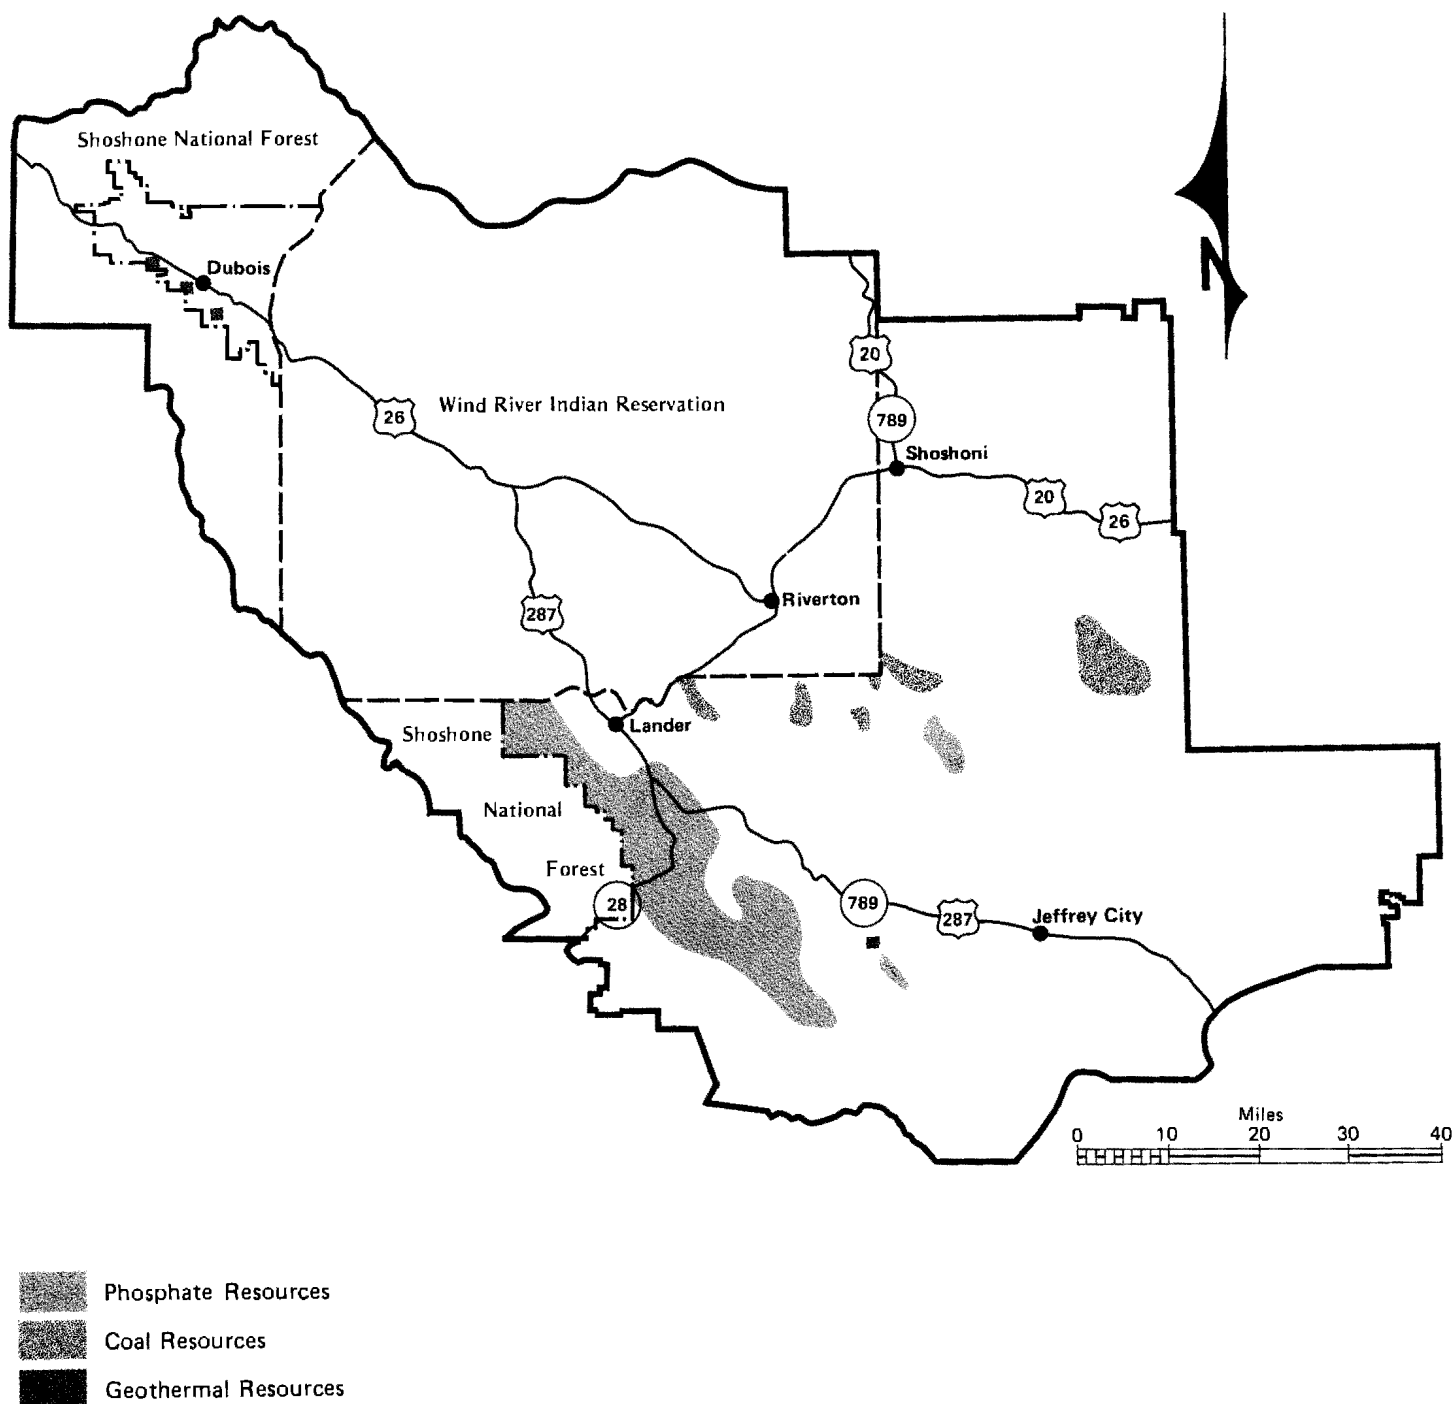 Shoshone National Forest
N
Dubois
20
26
Wind River Indian Reservation
789
Shoshoni
20
26
287
Riverton
Shoshone
Lander
National
Forest
28
789
287
Jeffrey City
Miles
0 10 20 30 40
Phosphate Resources
Coal Resources
Geothermal Resources